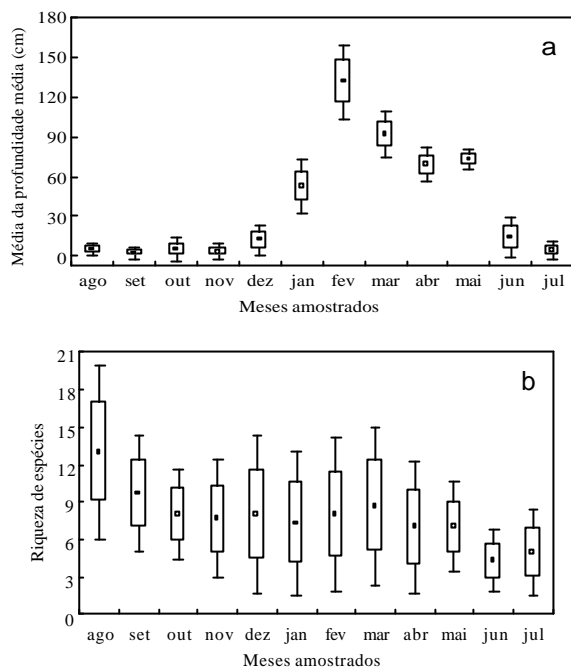 Média da profundidade média (cm)
180
150
120
90
60
30
0
a
ago set out nov dez jan fev mar abr mai jun jul
Meses amostrados
Riqueza de espécies
21
18
15
12
9
6
3
0
b
ago set out nov dez jan fev mar abr mai jun jul
Meses amostrados